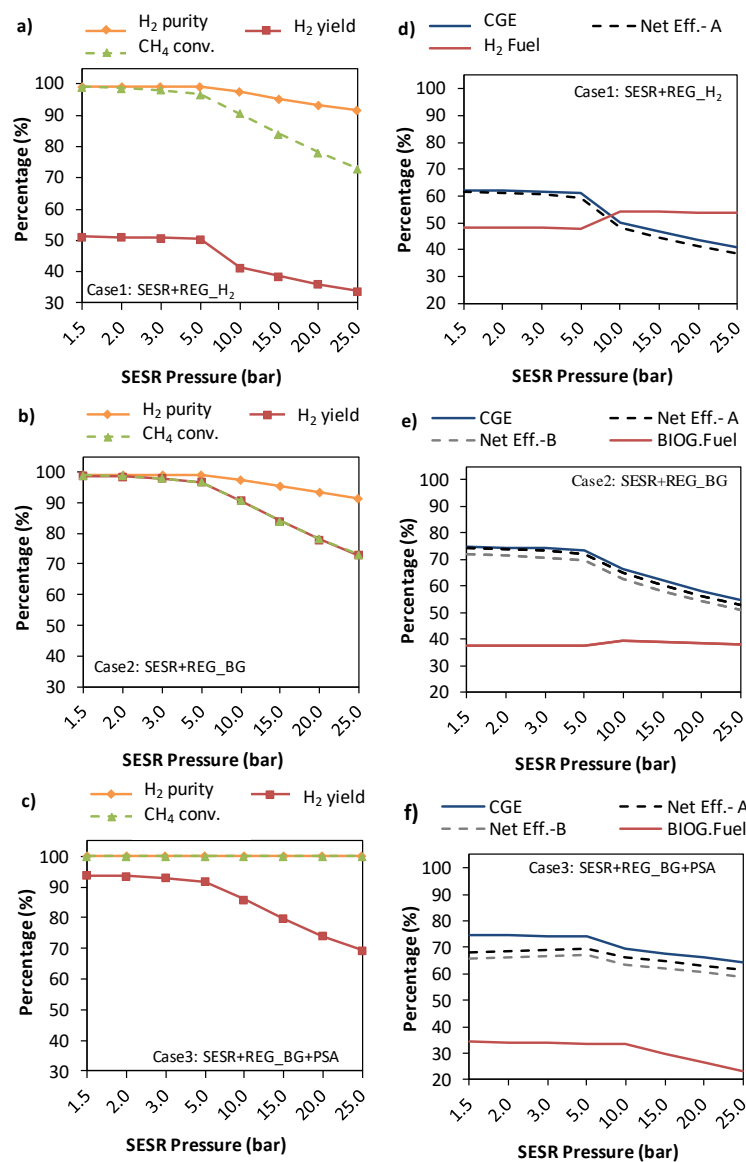 a)
H₂ purity
H₂ yield
CH₄ conv.
Percentage (%)
100
90
80
70
60
50
40
30
Case1: SESR+REG_H₂
1.5
2.0
3.0
5.0
10.0
15.0
20.0
25.0
SESR Pressure (bar)
d)
CGE
Net Eff.- A
H₂ Fuel
Percentage (%)
100
90
80
70
60
50
40
30
20
Case1: SESR+REG_H₂
1.5
2.0
3.0
5.0
10.0
15.0
20.0
25.0
SESR Pressure (bar)
b)
H₂ purity
H₂ yield
CH₄ conv.
Percentage (%)
100
90
80
70
60
50
40
30
Case2: SESR+REG_BG
1.5
2.0
3.0
5.0
10.0
15.0
20.0
25.0
SESR Pressure (bar)
e)
CGE
Net Eff.- A
Net Eff.-B
BIOG.Fuel
Percentage (%)
100
90
80
70
60
50
40
30
20
Case2: SESR+REG_BG
1.5
2.0
3.0
5.0
10.0
15.0
20.0
25.0
SESR Pressure (bar)
c)
H₂ purity
H₂ yield
CH₄ conv.
Percentage (%)
100
90
80
70
60
50
40
30
Case3: SESR+REG_BG+PSA
1.5
2.0
3.0
5.0
10.0
15.0
20.0
25.0
SESR Pressure (bar)
f)
CGE
Net Eff.- A
Net Eff.-B
BIOG.Fuel
Percentage (%)
100
90
80
70
60
50
40
30
20
Case3: SESR+REG_BG+PSA
1.5
2.0
3.0
5.0
10.0
15.0
20.0
25.0
SESR Pressure (bar)